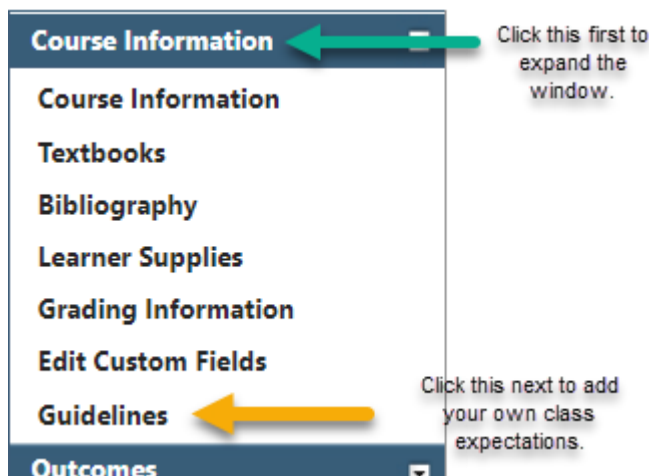 Course Information
Click this first to
expand the
window.
Course Information
Textbooks
Bibliography
Learner Supplies
Grading Information
Edit Custom Fields
Click this next to add
Guidelines
your own class
expectations.
Outcomes